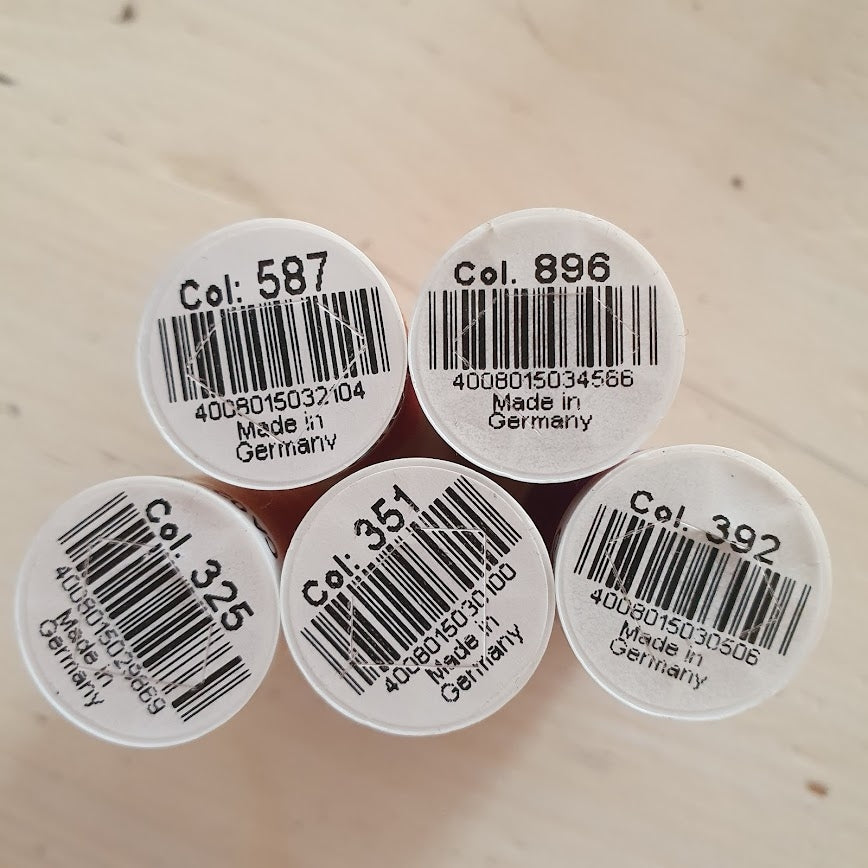 Col: 587
4008015032104
Made in
Germany
Col. 896
4008015034566
Made in
Germany
Col. 325
4008015029869
Made in
Germany
Col: 351
4008015030100
Made in
Germany
Col. 392
4008015030506
Made in
Germany